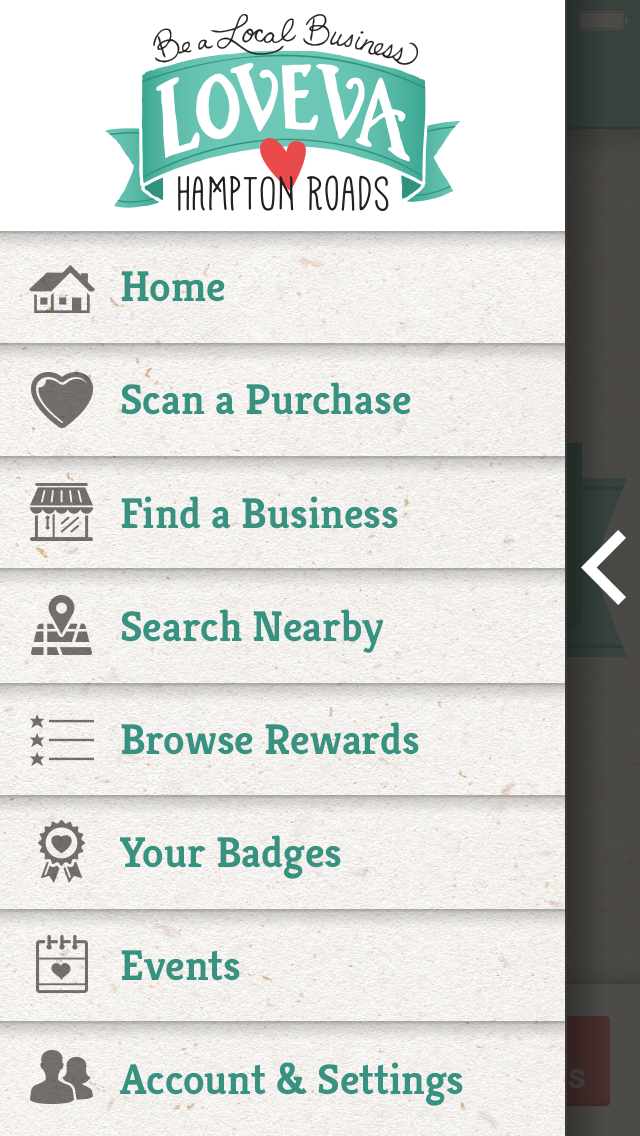 Be a Local Business
LOVEVA
HAMPTON ROADS
Home
Scan a Purchase
Find a Business
Search Nearby
Browse Rewards
Your Badges
Events
s
Account & Settings